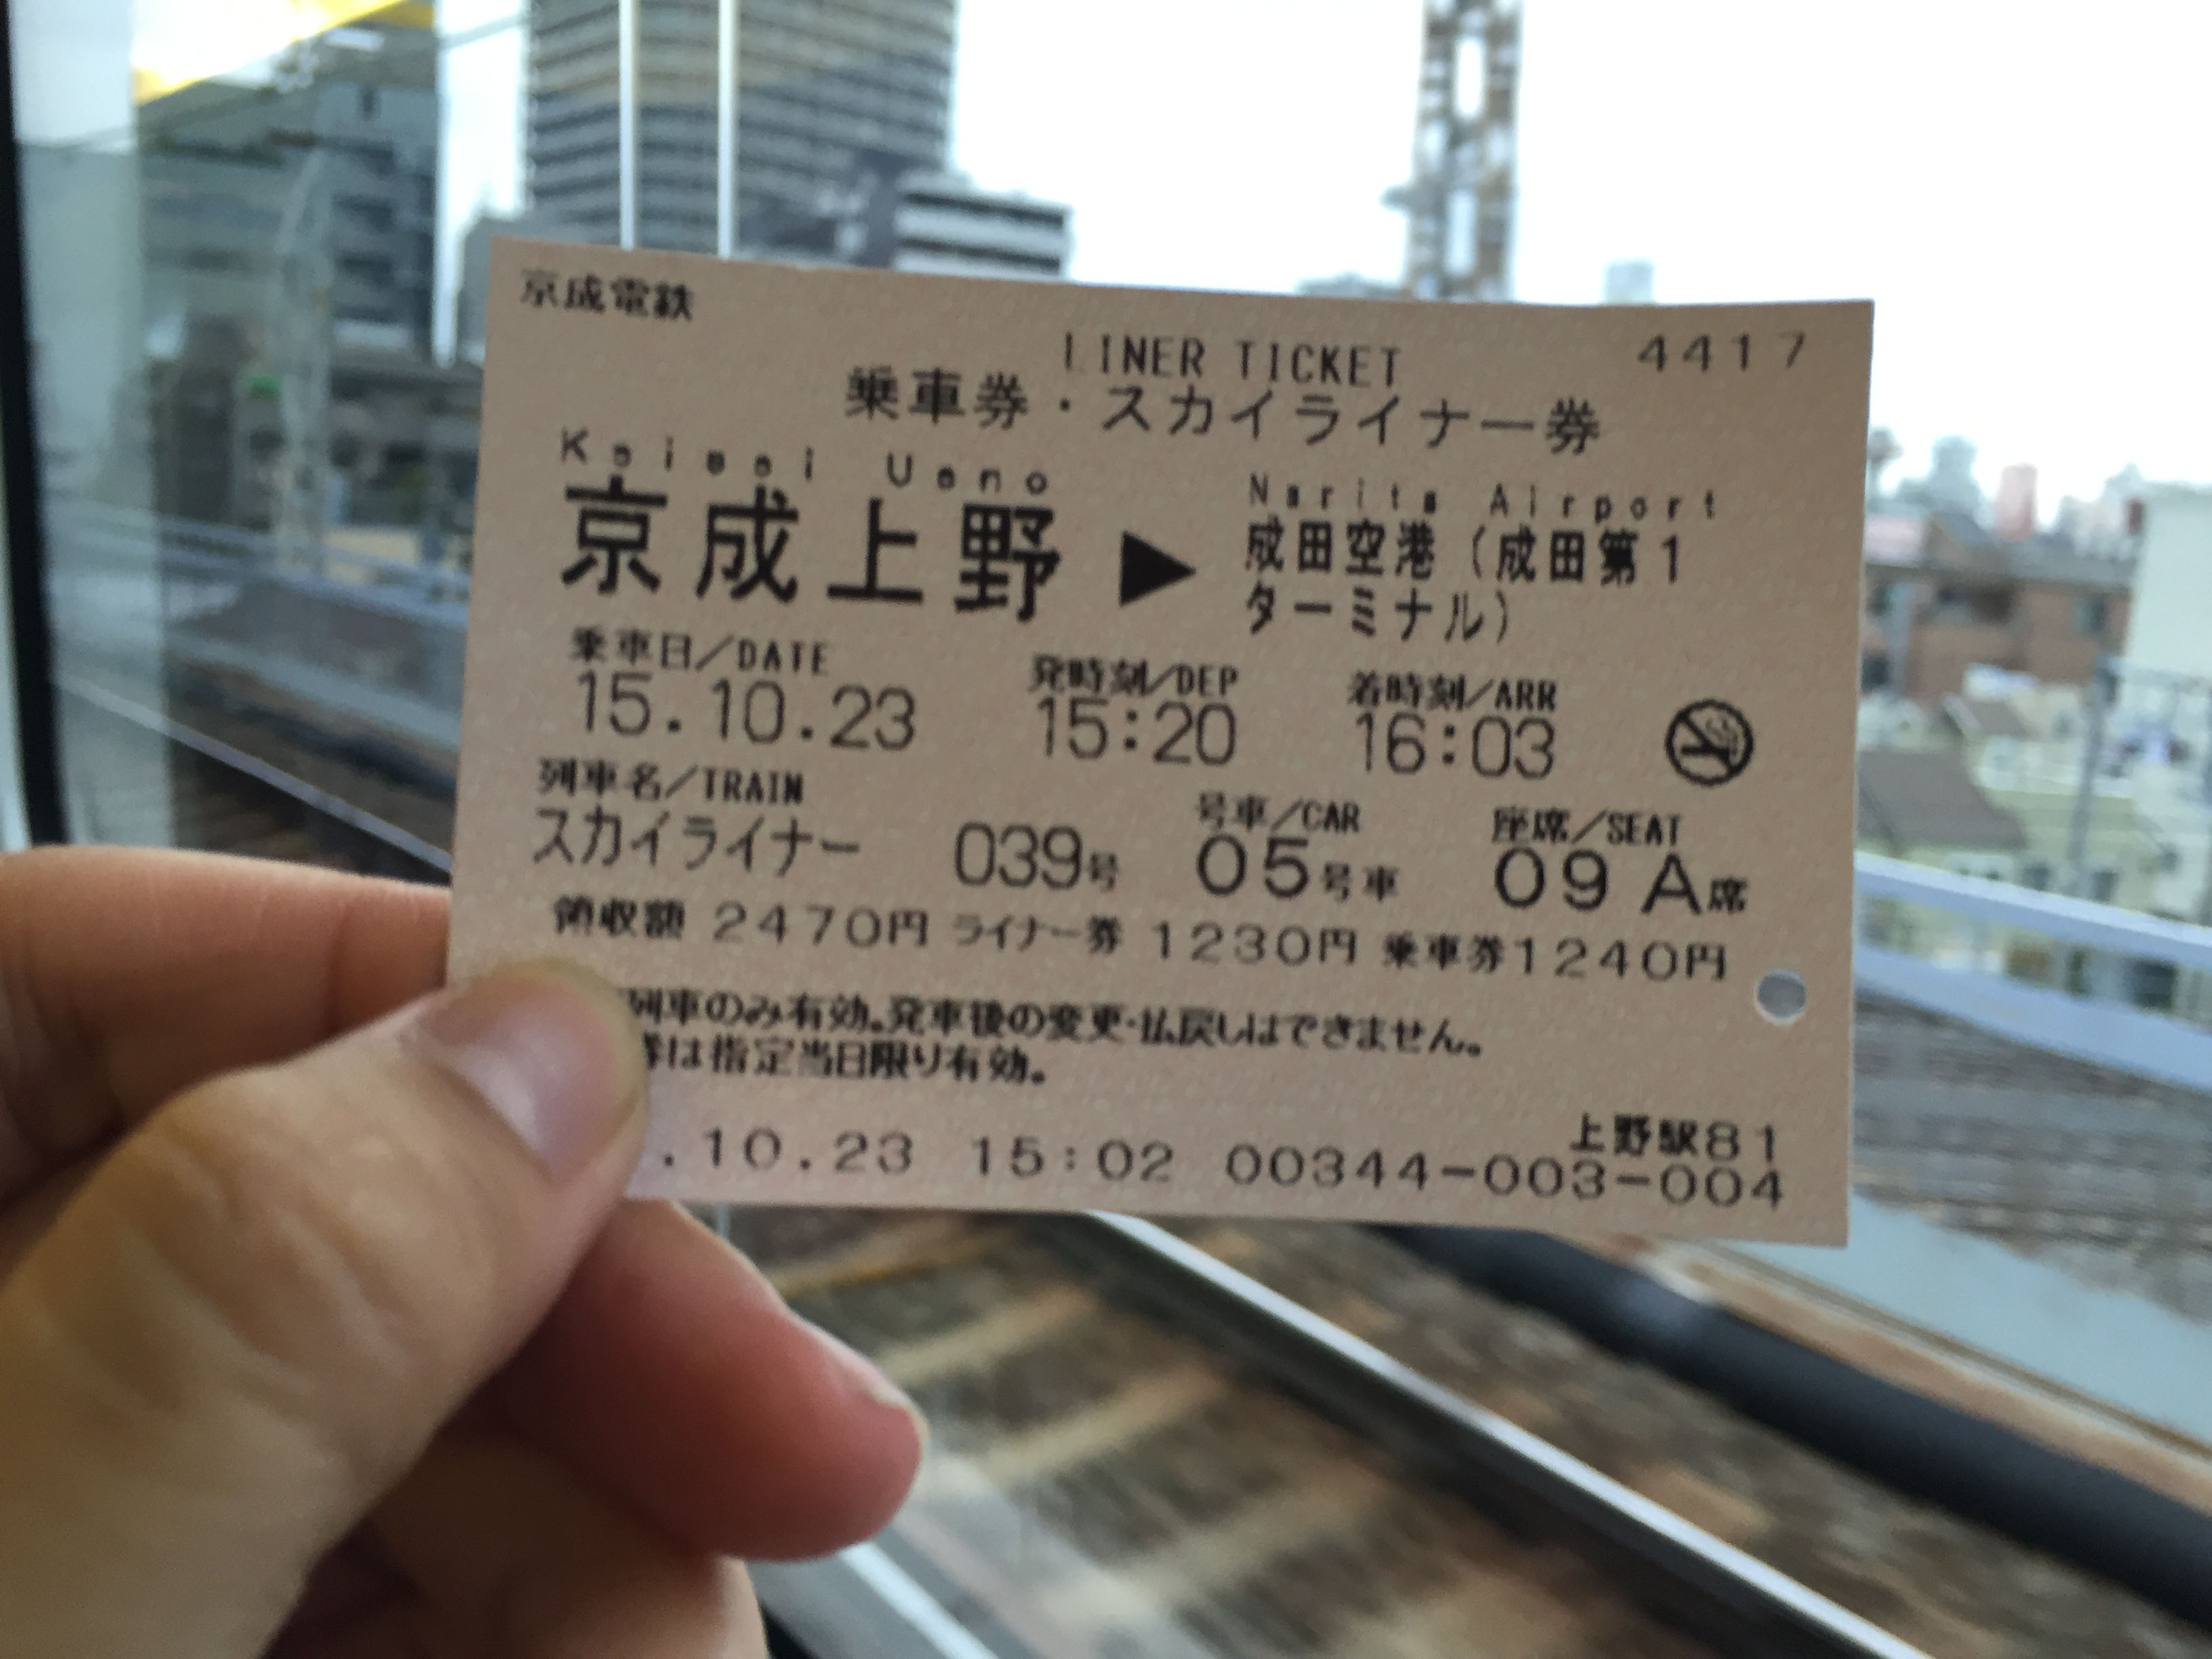 京成電鉄
LINER TICKET 4417
乗車券・スカイライナー券
Keisei Ueno Narita Airport
京成上野 ▶ 成田空港(成田第1
ターミナル)
乗車日/DATE 発時刻/DEP 着時刻/ARR
15.10.23 15:20 16:03
列車名/TRAIN 号車/CAR 座席/SEAT
スカイライナー 039号 05号車 09 A席
領収額 2470円 ライナー券 1230円 乗車券1240円
列車のみ有効。発車後の変更・払戻しはできません。
券は指定当日限り有効。
上野駅81
.10.23 15:02 00344-003-004